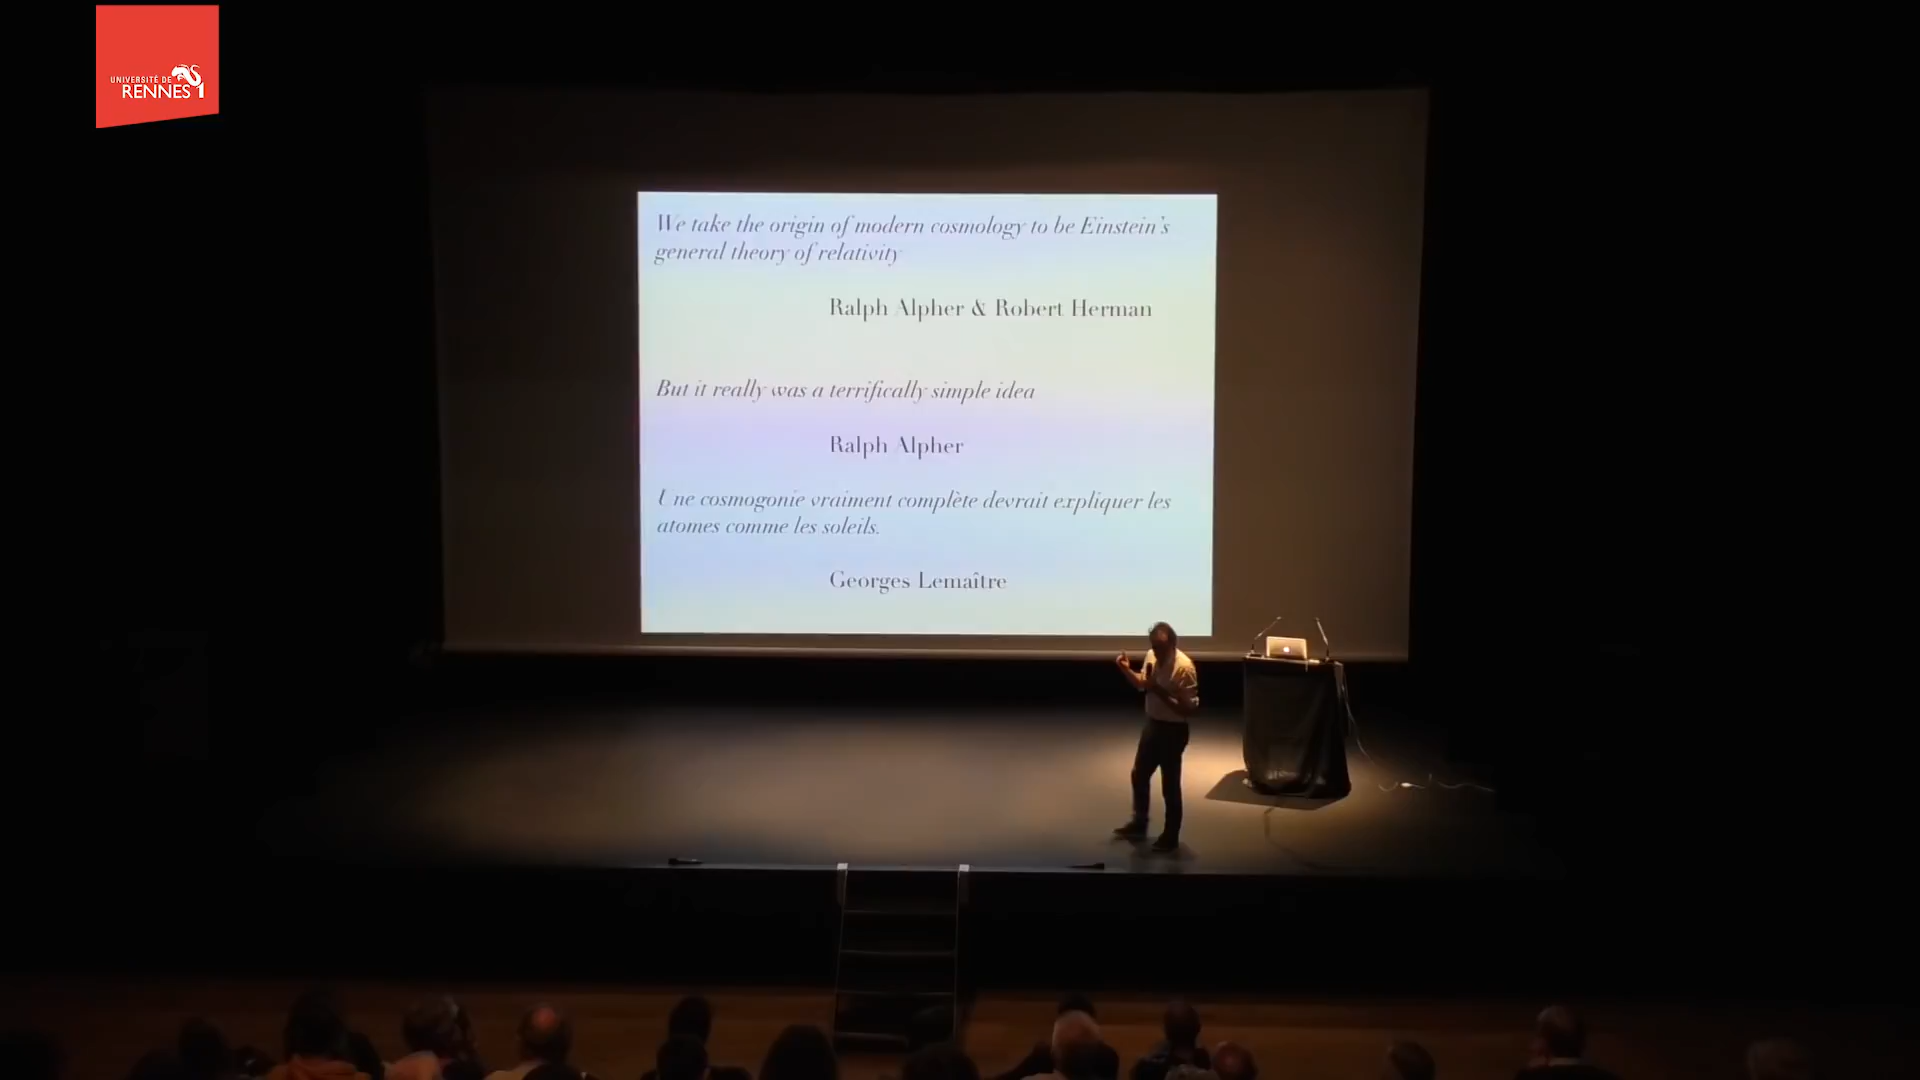 UNIVERSITÉ DE
RENNES 1
We take the origin of modern cosmology to be Einstein's
general theory of relativity
Ralph Alpher & Robert Herman
But it really was a terrifically simple idea
Ralph Alpher
Une cosmogonie vraiment complète devrait expliquer les
atomes comme les soleils.
Georges Lemaître